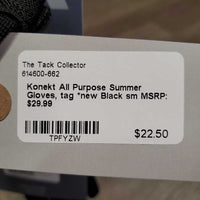 The Tack Collector
614600-662
Konekt All Purpose Summer
Gloves, tag *new Black sm MSRP:
$29.99
$22.50
TPFYZW